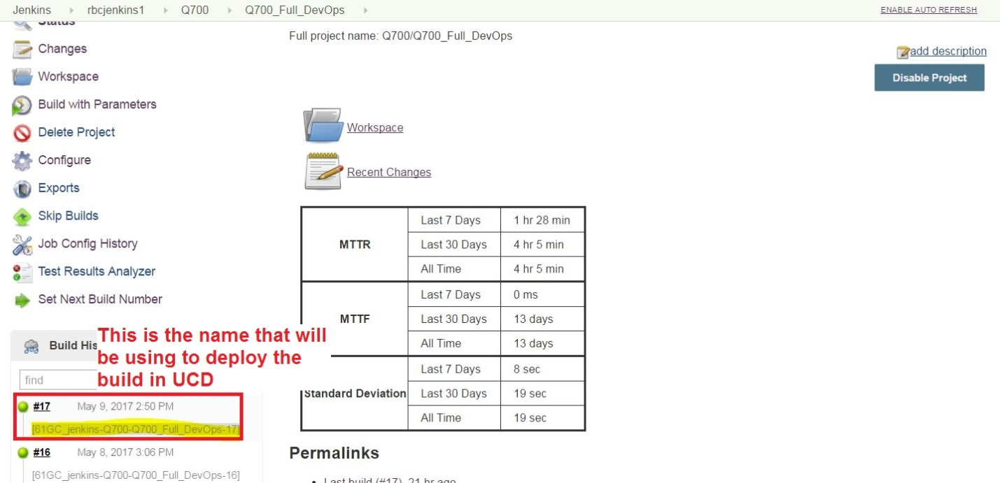 Jenkins rbcjenkins1 Q700 Q700_Full_DevOps ENABLE AUTO REFRESH
Status
Changes
Workspace
Build with Parameters
Delete Project
Configure
Exports
Skip Builds
Job Config History
Test Results Analyzer
Set Next Build Number
Build His
find
This is the name that will
be using to deploy the
build in UCD
#17 May 9, 2017 2:50 PM
[61GC_jenkins-Q700-Q700_Full_DevOps-17]
#16 May 8, 2017 3:06 PM
[61GC_jenkins-Q700-Q700_Full_DevOps-16]
Full project name: Q700/Q700_Full_DevOps
add description
Disable Project
Workspace
Recent Changes
MTTR
Last 7 Days 1 hr 28 min
Last 30 Days 4 hr 5 min
All Time 4 hr 5 min
MTTF
Last 7 Days 0 ms
Last 30 Days 13 days
All Time 13 days
Standard Deviation
Last 7 Days 8 sec
Last 30 Days 19 sec
All Time 19 sec
Permalinks
Last build (#17), 21 hr ago